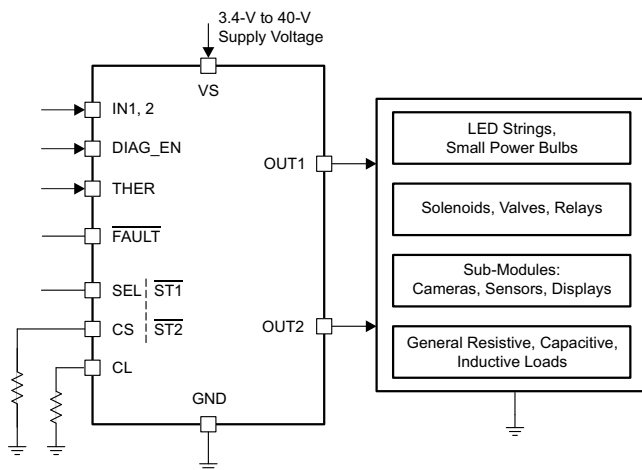 3.4-V to 40-V
Supply Voltage
VS
IN1, 2
DIAG_EN
THER
FAULT
SEL ST1
CS ST2
CL
GND
OUT1
OUT2
LED Strings,
Small Power Bulbs
Solenoids, Valves, Relays
Sub-Modules:
Cameras, Sensors, Displays
General Resistive, Capacitive,
Inductive Loads